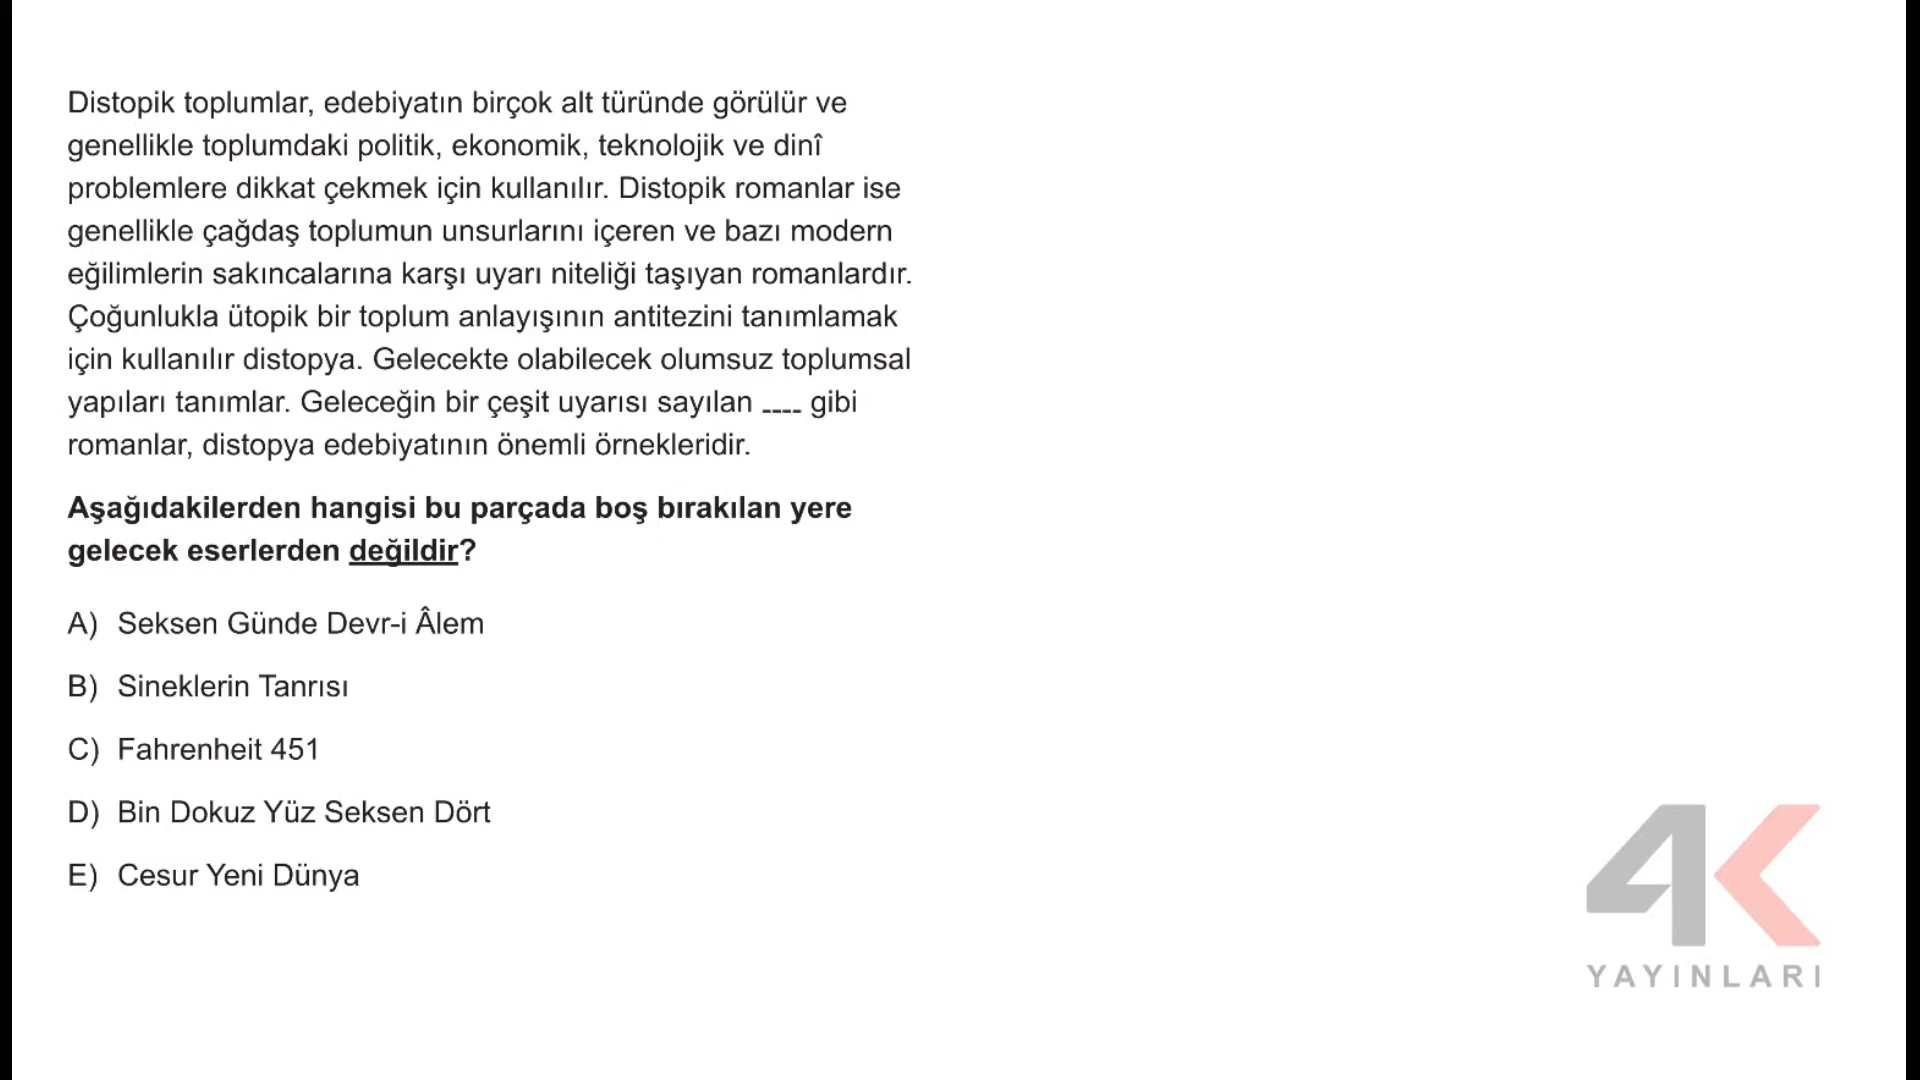 Distopik toplumlar, edebiyatın birçok alt türünde görülür ve
genellikle toplumdaki politik, ekonomik, teknolojik ve dinî
problemlere dikkat çekmek için kullanılır. Distopik romanlar ise
genellikle çağdaş toplumun unsurlarını içeren ve bazı modern
eğilimlerin sakıncalarına karşı uyarı niteliği taşıyan romanlardır.
Çoğunlukla ütopik bir toplum anlayışının antitezini tanımlamak
için kullanılır distopya. Gelecekte olabilecek olumsuz toplumsal
yapıları tanımlar. Geleceğin bir çeşit uyarısı sayılan ---- gibi
romanlar, distopya edebiyatının önemli örnekleridir.
Aşağıdakilerden hangisi bu parçada boş bırakılan yere
gelecek eserlerden değildir?
A) Seksen Günde Devr-i Âlem
B) Sineklerin Tanrısı
C) Fahrenheit 451
D) Bin Dokuz Yüz Seksen Dört
E) Cesur Yeni Dünya
4K
YAYINLARI